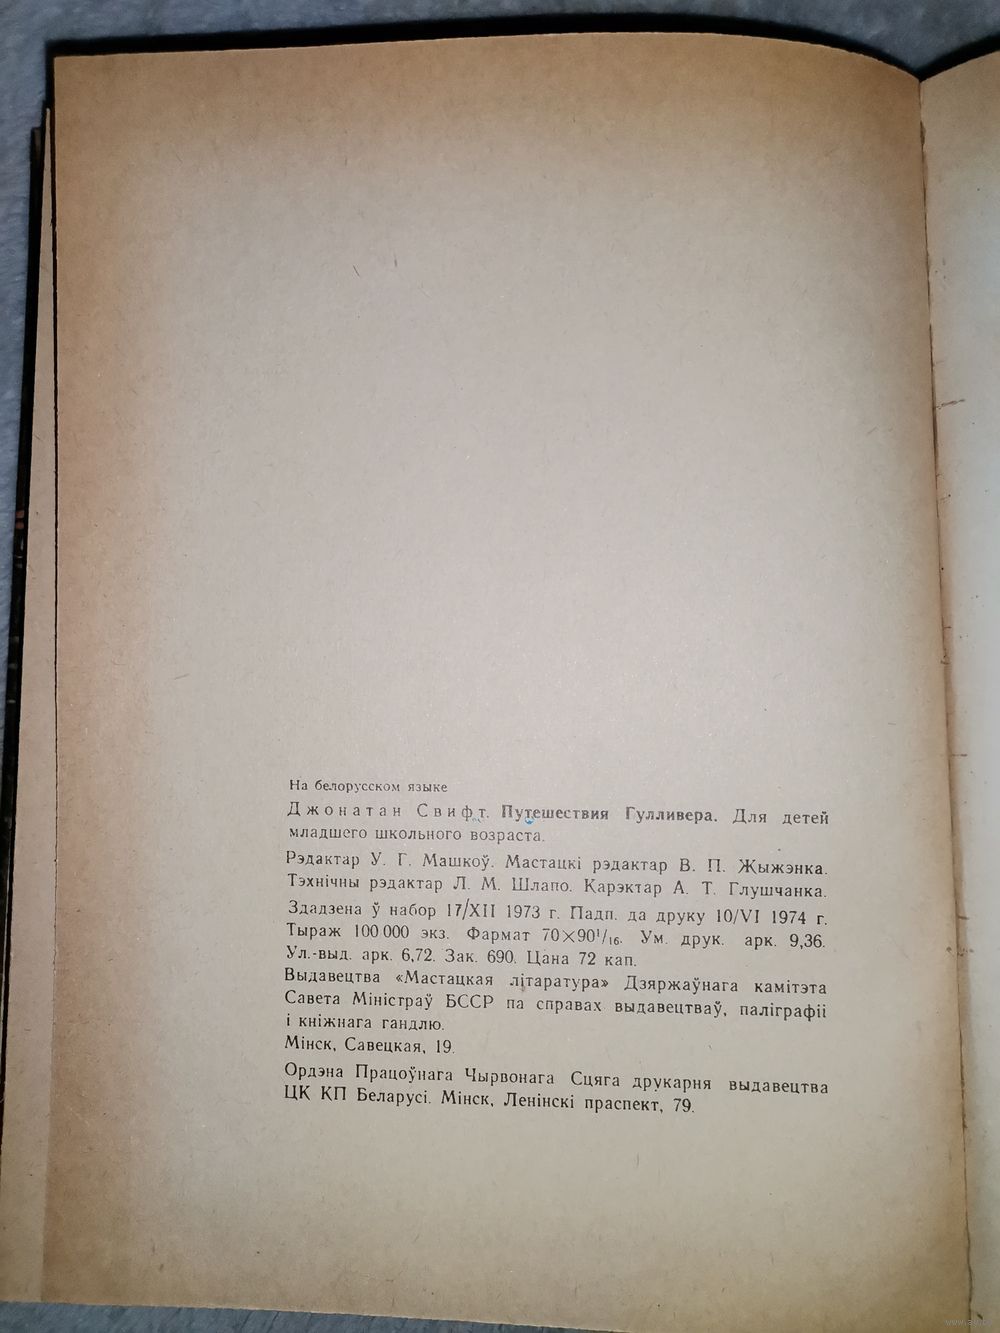 На белорусском языке
Джонатан Свифт. Путешествия Гулливера. Для детей
младшего школьного возраста.
Рэдактар У. Г. Машкоў. Мастацкі рэдактар В. П. Жыжэнка.
Тэхнічны рэдактар Л. М. Шлапо. Карэктар А. Т. Глушчанка.
Здадзена ў набор 17/XII 1973 г. Падп. да друку 10/VI 1974 г.
Тыраж 100 000 экз. Фармат 70×90¹/₁₆. Ум. друк. арк. 9,36.
Ул.-выд. арк. 6,72. Зак. 690. Цана 72 кап.
Выдавецтва «Мастацкая літаратура» Дзяржаўнага камітэта
Савета Міністраў БССР па справах выдавецтваў, паліграфіі
і кніжнага гандлю.
Мінск, Савецкая, 19.
Ордэна Працоўнага Чырвонага Сцяга друкарня выдавецтва
ЦК КП Беларусі. Мінск, Ленінскі праспект, 79.